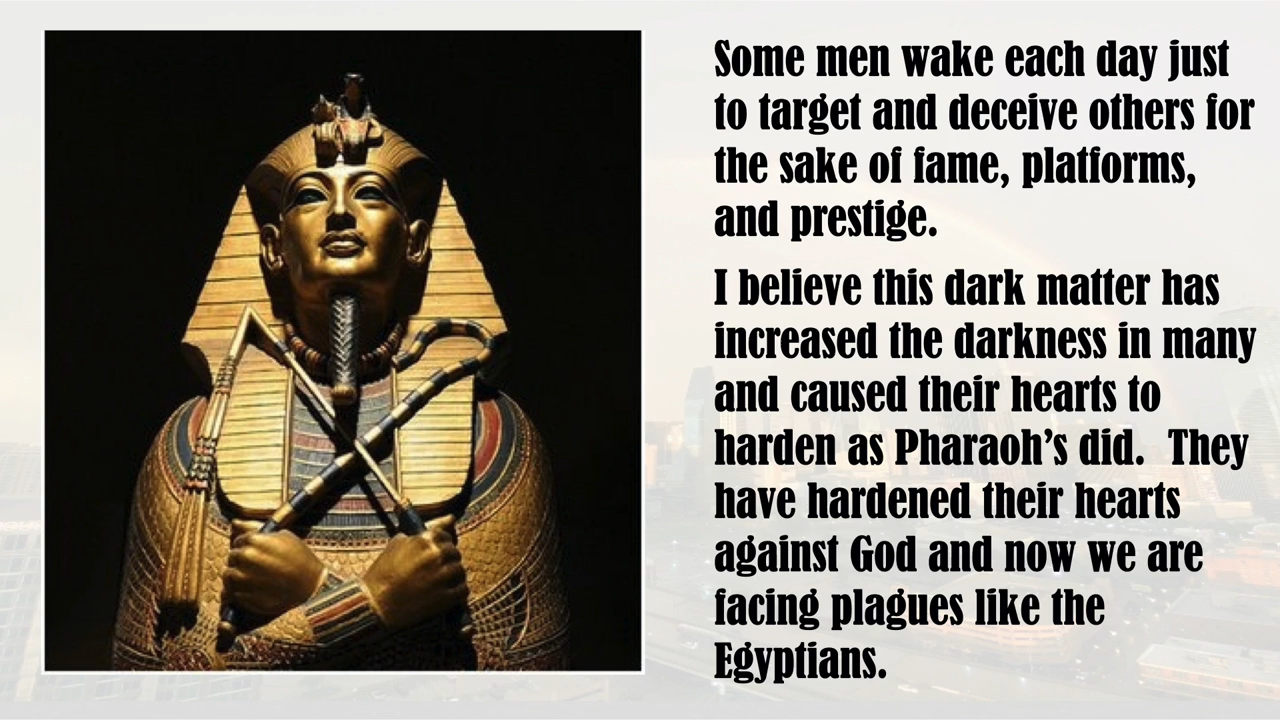 Some men wake each day just
to target and deceive others for
the sake of fame, platforms,
and prestige.
I believe this dark matter has
increased the darkness in many
and caused their hearts to
harden as Pharaoh’s did.  They
have hardened their hearts
against God and now we are
facing plagues like the
Egyptians.